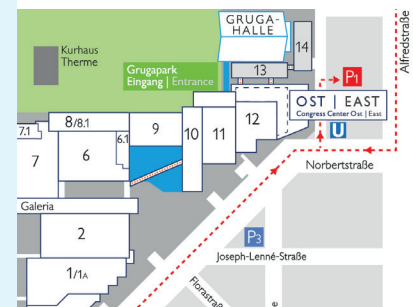 GRUGA-
HALLE
14
Alfredstraße
Kurhaus
Therme
Grugapark
Eingang | Entrance
13
P1
OST | EAST
Congress Center Ost | East
U
8/8.1
7.1
9
10
11
12
6.1
6
7
Norbertstraße
Galeria
2
P3
Joseph-Lenné-Straße
1/1A